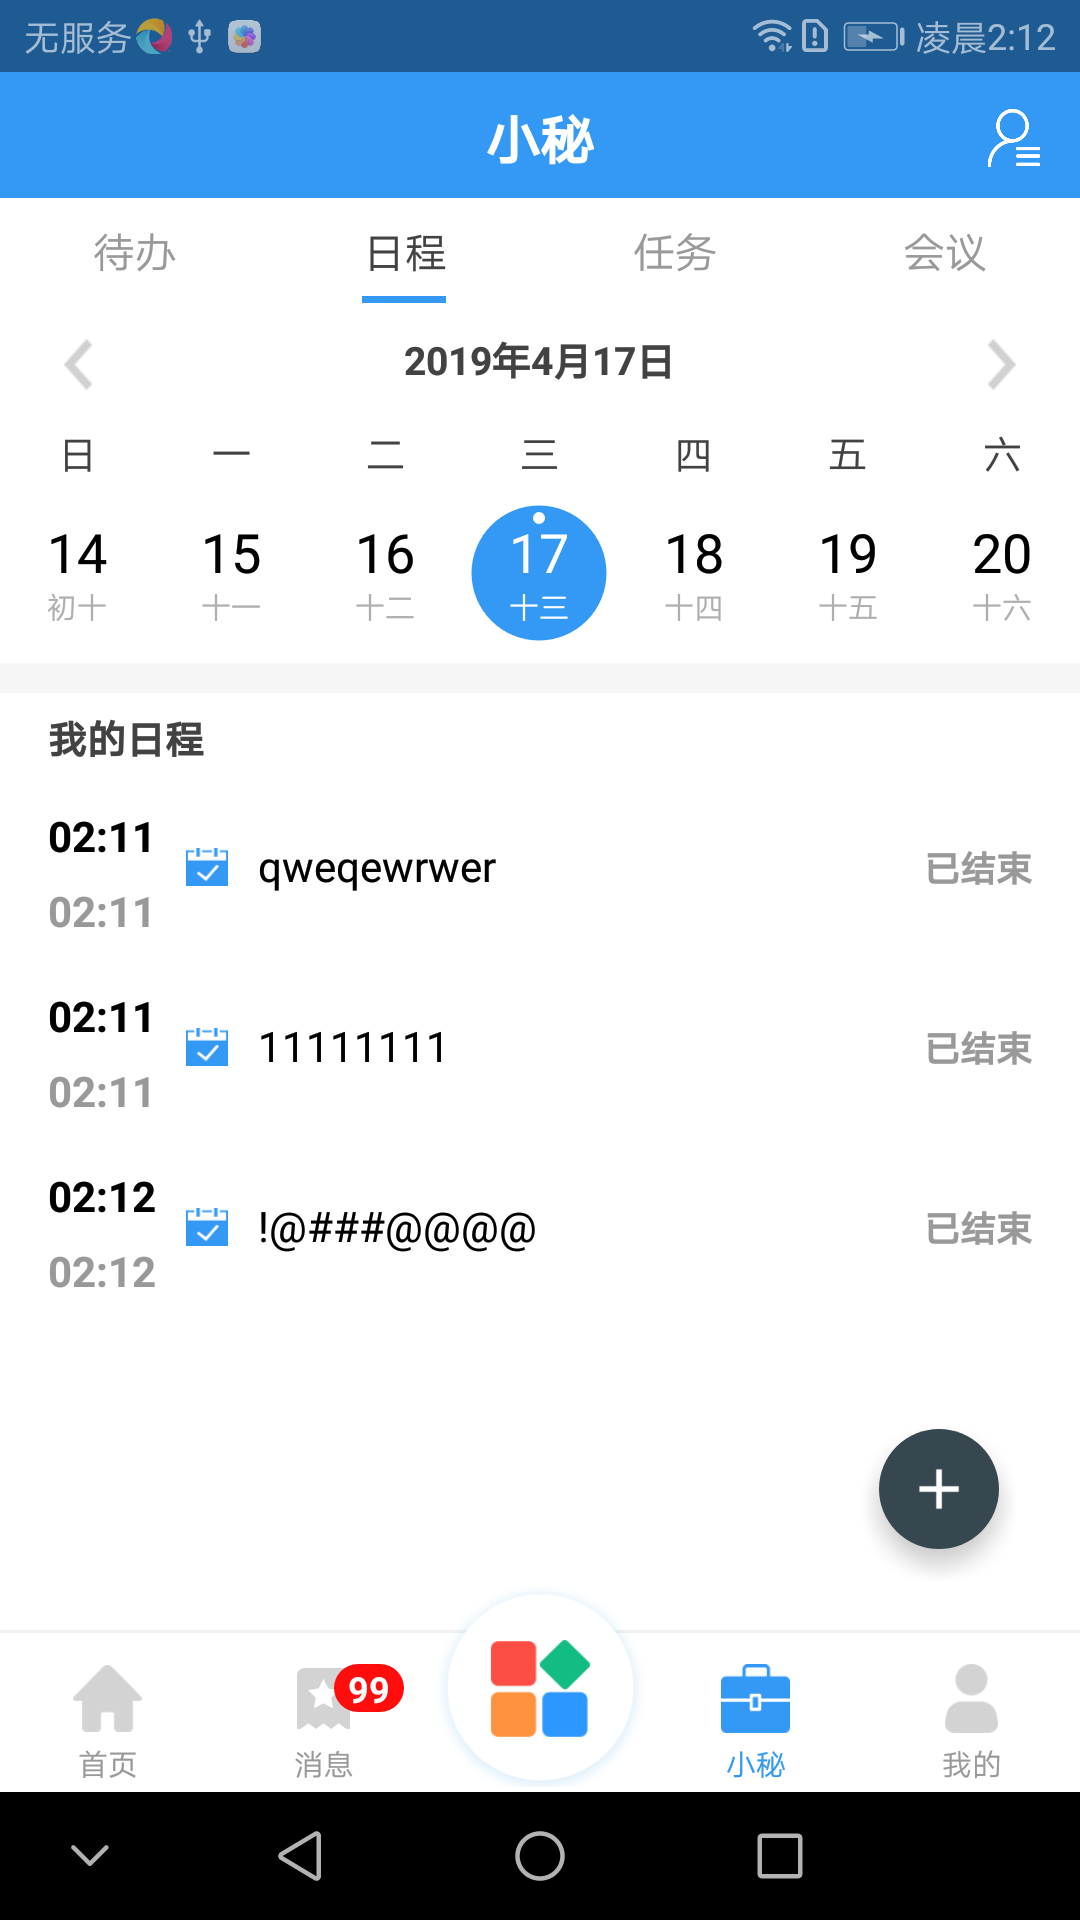 无服务 凌晨2:12
小秘
待办 日程 任务 会议
2019年4月17日
日 一 二 三 四 五 六
14 15 16 17 18 19 20
初十 十一 十二 十三 十四 十五 十六
我的日程
02:11
qweqewrwer 已结束
02:11
02:11
11111111 已结束
02:11
02:12
!@###@@@@ 已结束
02:12
99
首页 消息 小秘 我的